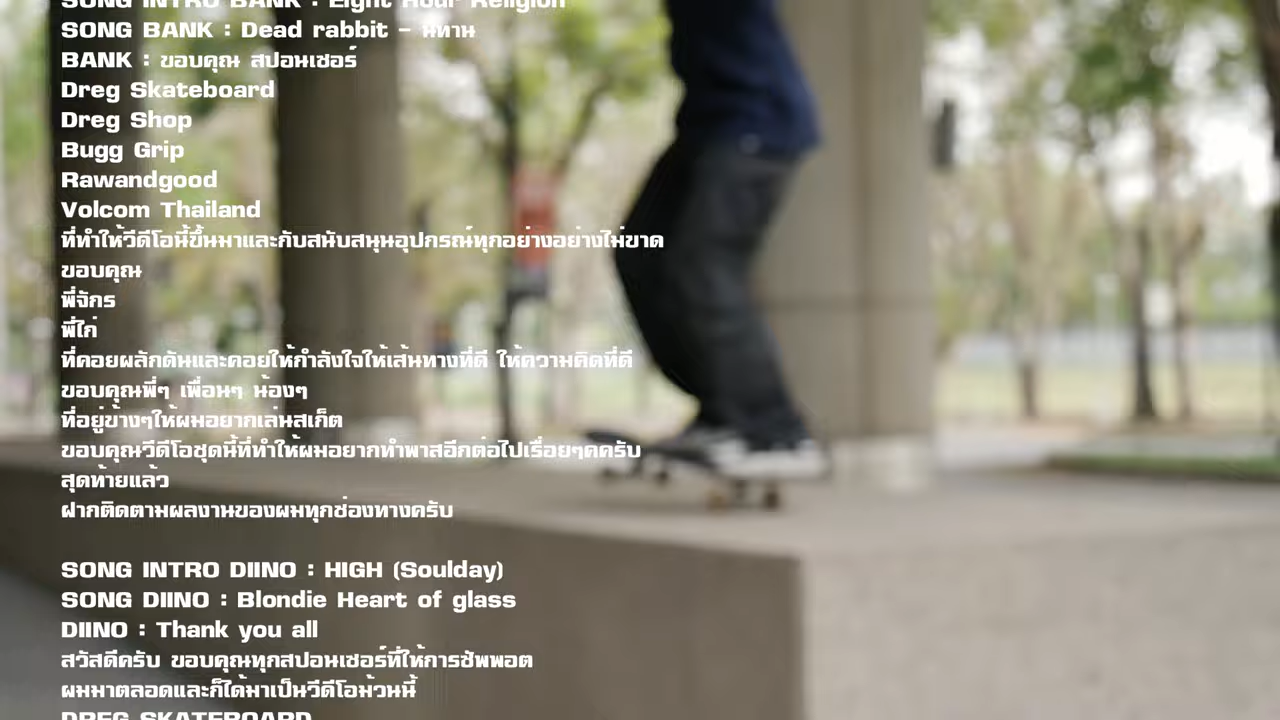 SONG INTRO BANK : Eight Hour Religion
SONG BANK : Dead rabbit - นิทาน
BANK : ขอบคุณ สปอนเซอร์
Dreg Skateboard
Dreg Shop
Bugg Grip
Rawandgood
Volcom Thailand
ที่ทำให้วีดีโอนี้ขึ้นมาและกับสนับสนุนอุปกรณ์ทุกอย่างอย่างไม่ขาด
ขอบคุณ
พี่จักร
พี่ไก่
ที่คอยผลักดันและคอยให้กำลังใจให้เส้นทางที่ดี ให้ความคิดที่ดี
ขอบคุณพี่ๆ เพื่อนๆ น้องๆ
ที่อยู่ข้างๆให้ผมอยากเล่นสเก็ต
ขอบคุณวีดีโอชุดนี้ที่ทำให้ผมอยากทำพาสอีกต่อไปเรื่อยๆคครับ
สุดท้ายแล้ว
ฝากติดตามผลงานของผมทุกช่องทางครับ
SONG INTRO DIINO : HIGH (Soulday)
SONG DIINO : Blondie Heart of glass
DIINO : Thank you all
สวัสดีครับ ขอบคุณทุกสปอนเซอร์ที่ให้การซัพพอต
ผมมาตลอดและก็ได้มาเป็นวีดีโอม้วนนี้
DREG SKATEBOARD